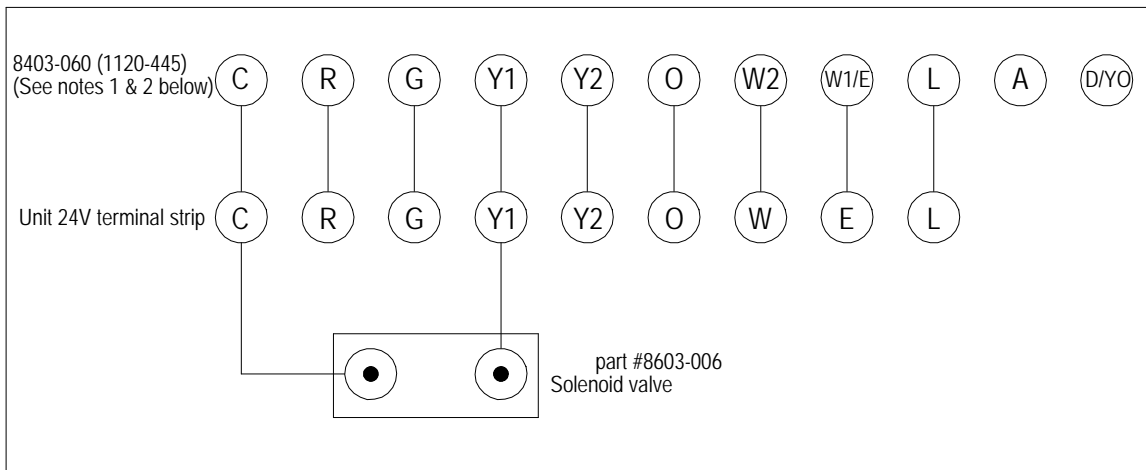 8403-060 (1120-445)
(See notes 1 & 2 below)
C R G Y1 Y2 O W2 W1/E L A D/YO
Unit 24V terminal strip
C R G Y1 Y2 O W E L
part #8603-006
Solenoid valve